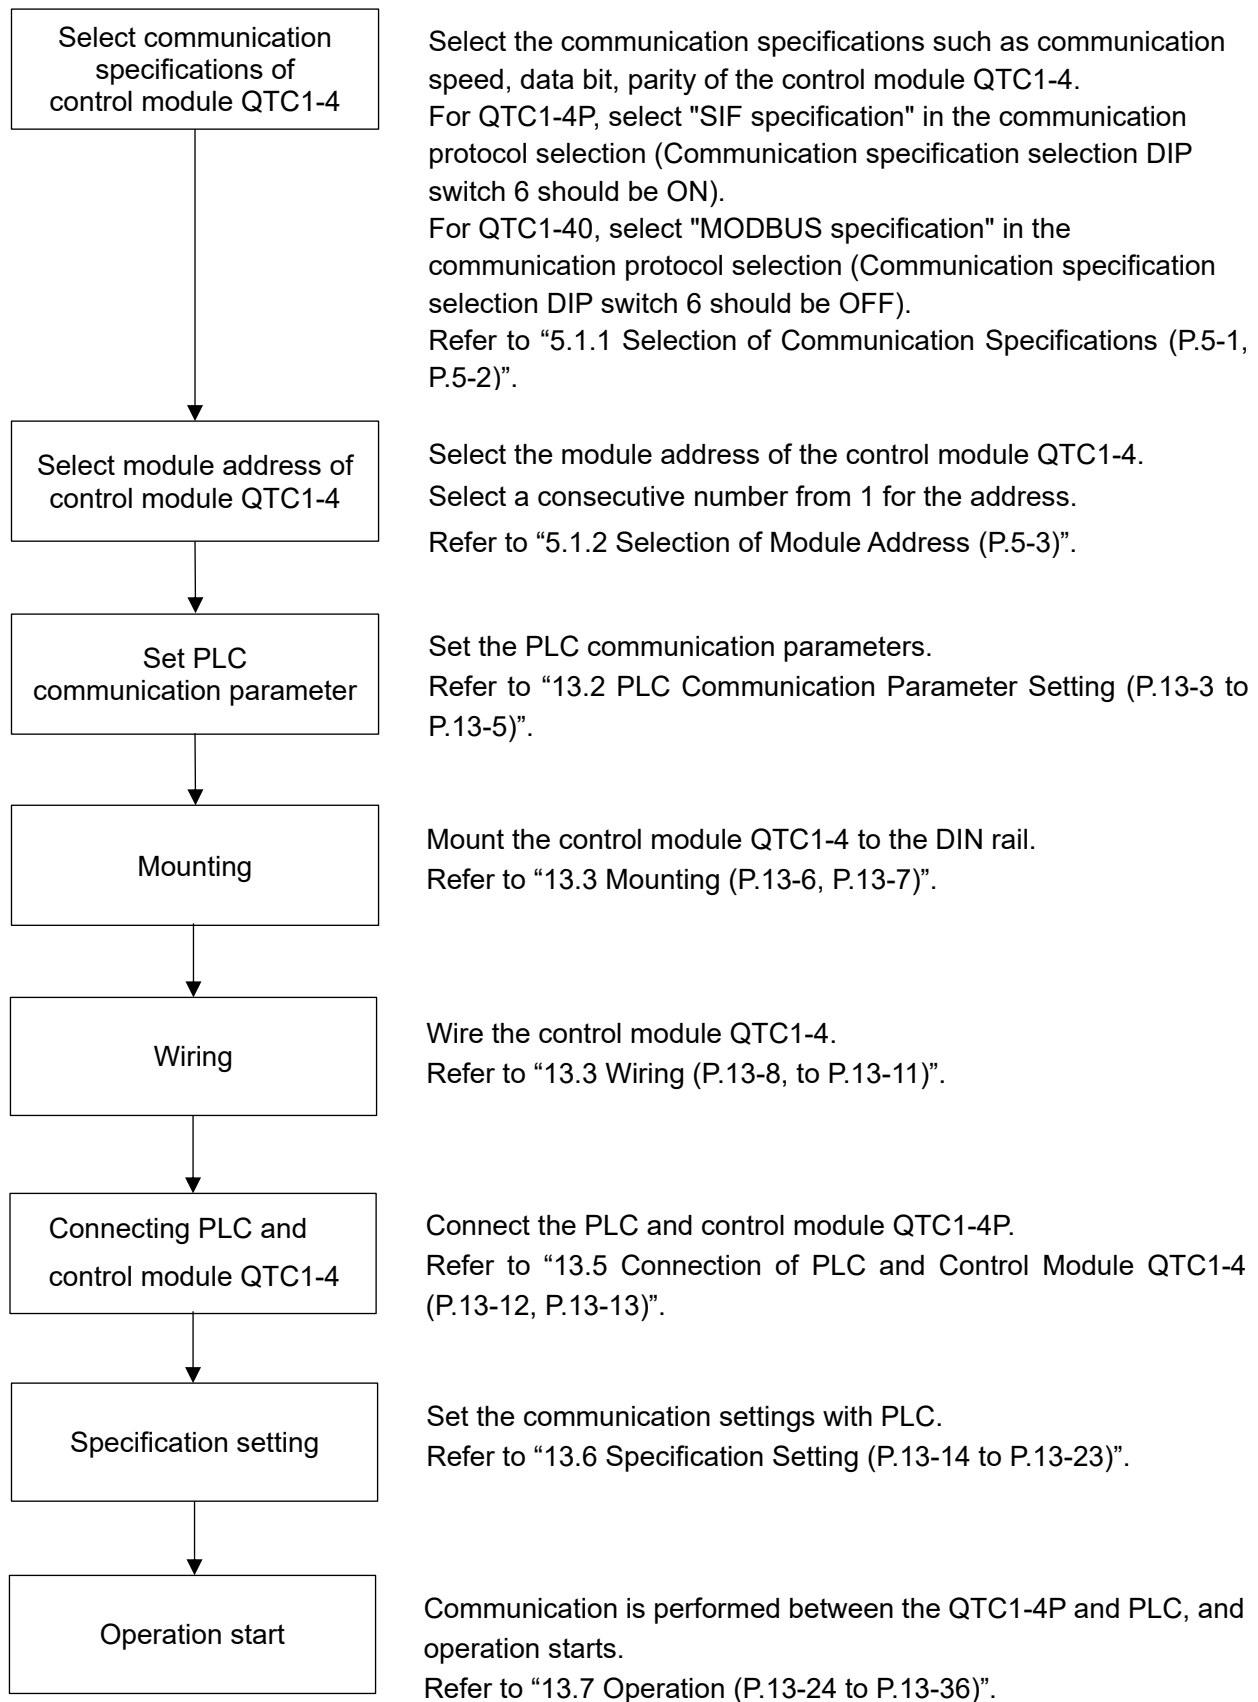 Select communication
specifications of
control module QTC1-4
Select the communication specifications such as communication
speed, data bit, parity of the control module QTC1-4.
For QTC1-4P, select "SIF specification" in the communication
protocol selection (Communication specification selection DIP
switch 6 should be ON).
For QTC1-40, select "MODBUS specification" in the
communication protocol selection (Communication specification
selection DIP switch 6 should be OFF).
Refer to “5.1.1 Selection of Communication Specifications (P.5-1,
P.5-2)”.
Select module address of
control module QTC1-4
Select the module address of the control module QTC1-4.
Select a consecutive number from 1 for the address.
Refer to “5.1.2 Selection of Module Address (P.5-3)”.
Set PLC
communication parameter
Set the PLC communication parameters.
Refer to “13.2 PLC Communication Parameter Setting (P.13-3 to
P.13-5)”.
Mounting
Mount the control module QTC1-4 to the DIN rail.
Refer to “13.3 Mounting (P.13-6, P.13-7)”.
Wiring
Wire the control module QTC1-4.
Refer to “13.3 Wiring (P.13-8, to P.13-11)”.
Connecting PLC and
control module QTC1-4
Connect the PLC and control module QTC1-4P.
Refer to “13.5 Connection of PLC and Control Module QTC1-4
(P.13-12, P.13-13)”.
Specification setting
Set the communication settings with PLC.
Refer to “13.6 Specification Setting (P.13-14 to P.13-23)”.
Operation start
Communication is performed between the QTC1-4P and PLC, and
operation starts.
Refer to “13.7 Operation (P.13-24 to P.13-36)”.